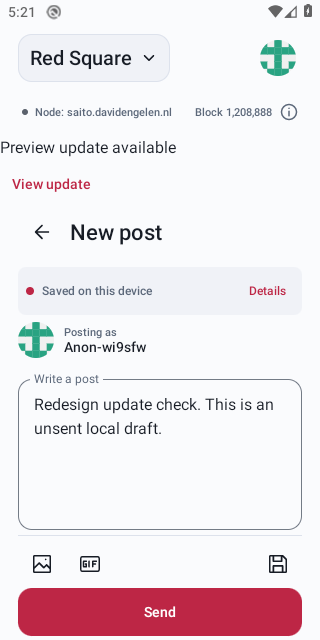 5:21
Red Square
Node: saito.davidengelen.nl Block 1,208,888
Preview update available
View update
New post
Saved on this device Details
Posting as
Anon-wi9sfw
Write a post
Redesign update check. This is an
unsent local draft.
GIF
Send